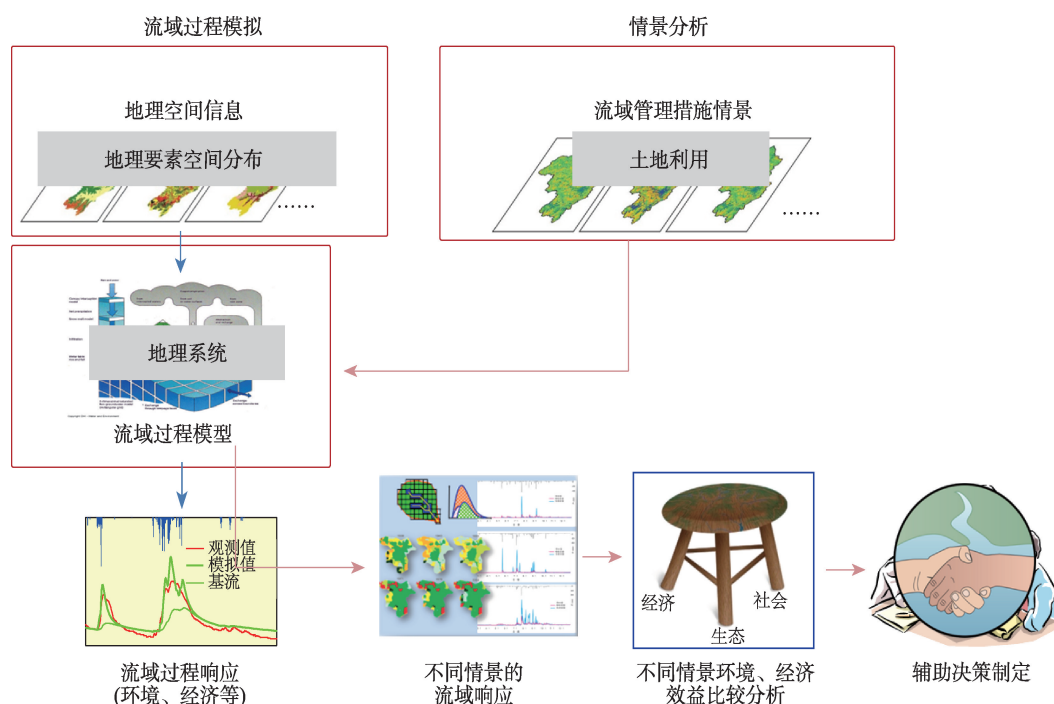 流域过程模拟
情景分析
地理空间信息
地理要素空间分布
……
流域管理措施情景
土地利用
……
地理系统
流域过程模型
观测值
模拟值
基流
流域过程响应
(环境、经济等)
不同情景的
流域响应
经济
社会
生态
不同情景环境、经济
效益比较分析
辅助决策制定